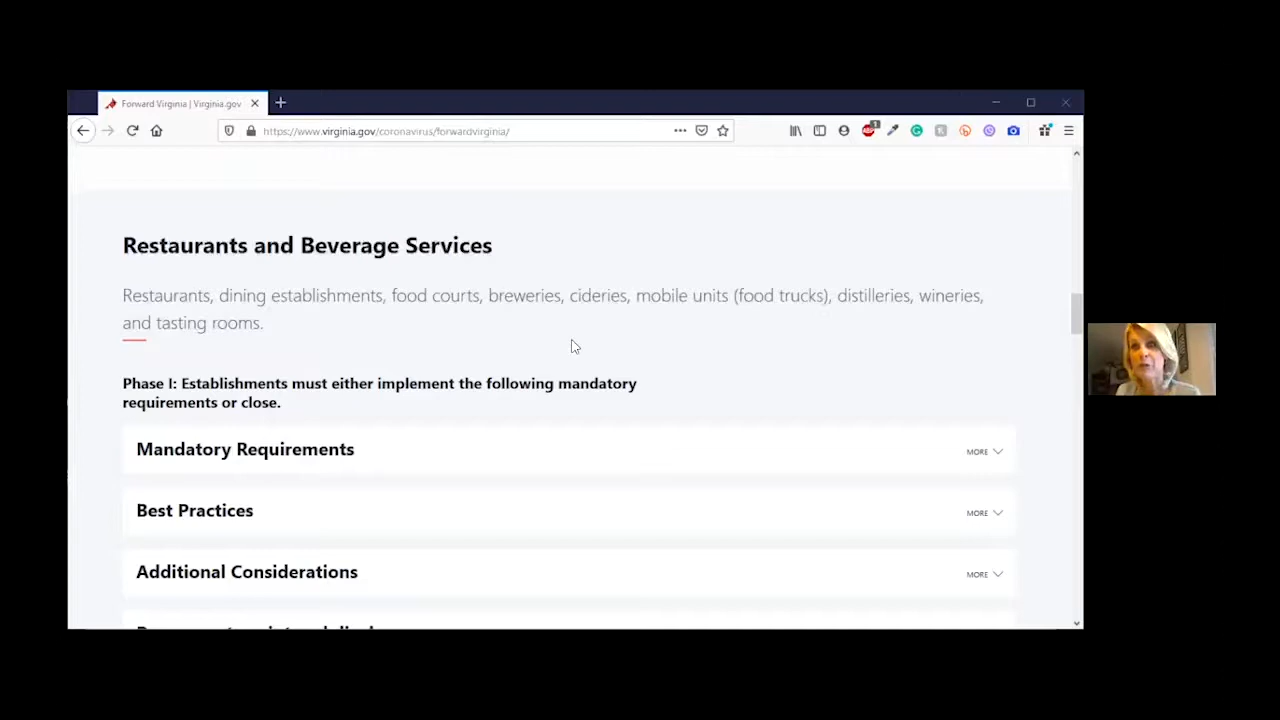 Forward Virginia | Virginia.gov
https://www.virginia.gov/coronavirus/forwardvirginia/
Restaurants and Beverage Services
Restaurants, dining establishments, food courts, breweries, cideries, mobile units (food trucks), distilleries, wineries,
and tasting rooms.
Phase I: Establishments must either implement the following mandatory
requirements or close.
Mandatory Requirements
MORE
Best Practices
MORE
Additional Considerations
MORE